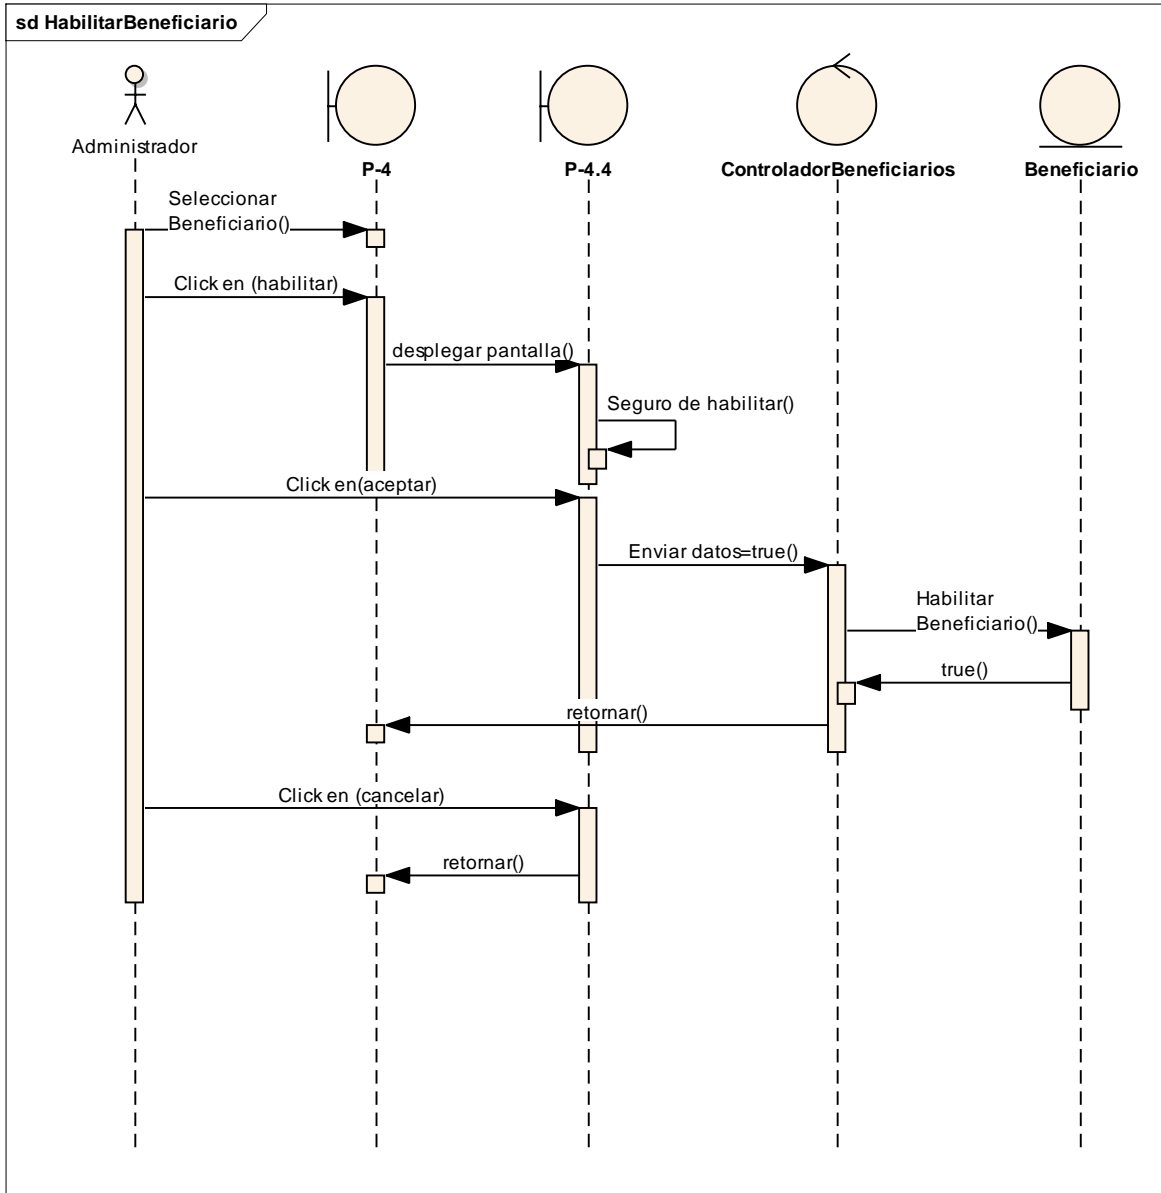 sd HabilitarBeneficiario
Administrador
P-4
P-4.4
ControladorBeneficiarios
Beneficiario
Seleccionar
Beneficiario()
Click en (habilitar)
desplegar pantalla()
Seguro de habilitar()
Click en(aceptar)
Enviar datos=true()
Habilitar
Beneficiario()
true()
retornar()
Click en (cancelar)
retornar()